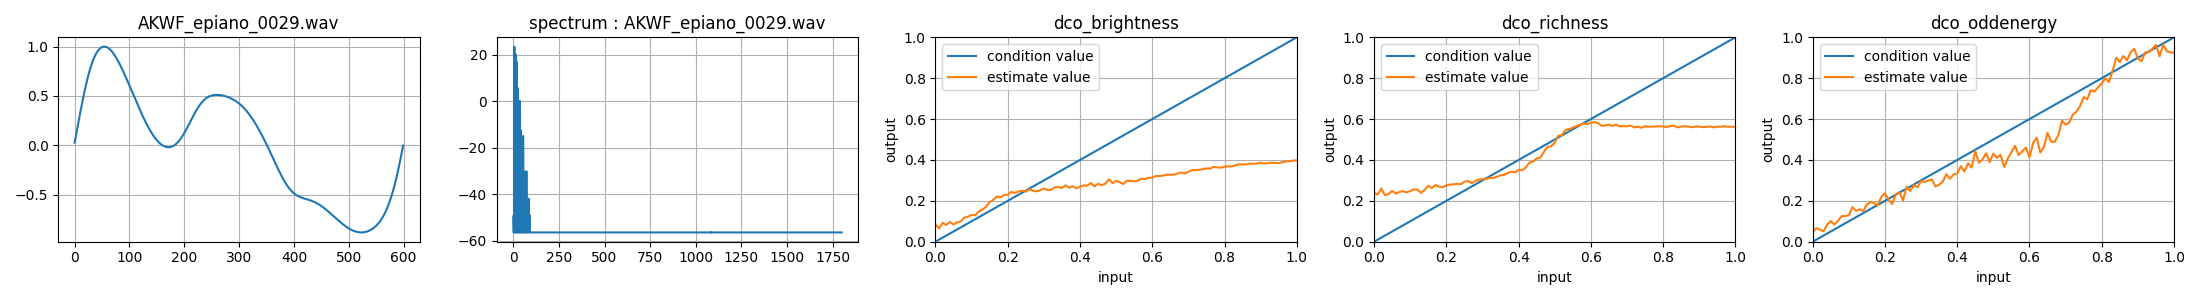 AKWF_epiano_0029.wav
1.0
0.5
0.0
−0.5
0 100 200 300 400 500 600
spectrum : AKWF_epiano_0029.wav
20
0
−20
−40
−60
0 250 500 750 1000 1250 1500 1750
dco_brightness
condition value
estimate value
output
1.0
0.8
0.6
0.4
0.2
0.0
0.0 0.2 0.4 0.6 0.8 1.0
input
dco_richness
condition value
estimate value
output
1.0
0.8
0.6
0.4
0.2
0.0
0.0 0.2 0.4 0.6 0.8 1.0
input
dco_oddenergy
condition value
estimate value
output
1.0
0.8
0.6
0.4
0.2
0.0
0.0 0.2 0.4 0.6 0.8 1.0
input